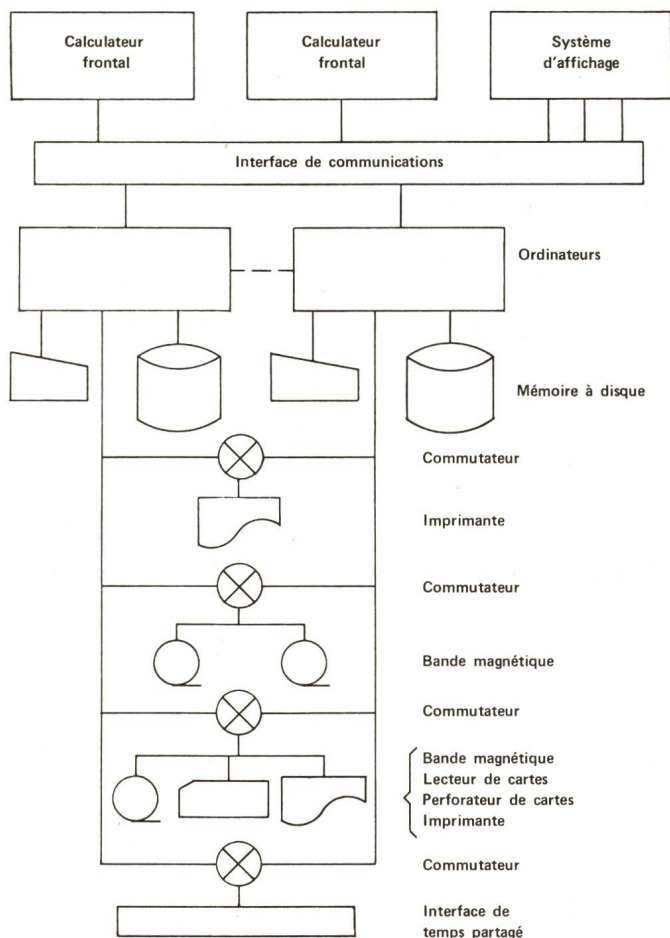 Calculateur
frontal
Calculateur
frontal
Système
d'affichage
Interface de communications
Ordinateurs
Mémoire à disque
Commutateur
Imprimante
Commutateur
Bande magnétique
Commutateur
Bande magnétique
Lecteur de cartes
Perforateur de cartes
Imprimante
Commutateur
Interface de
temps partagé